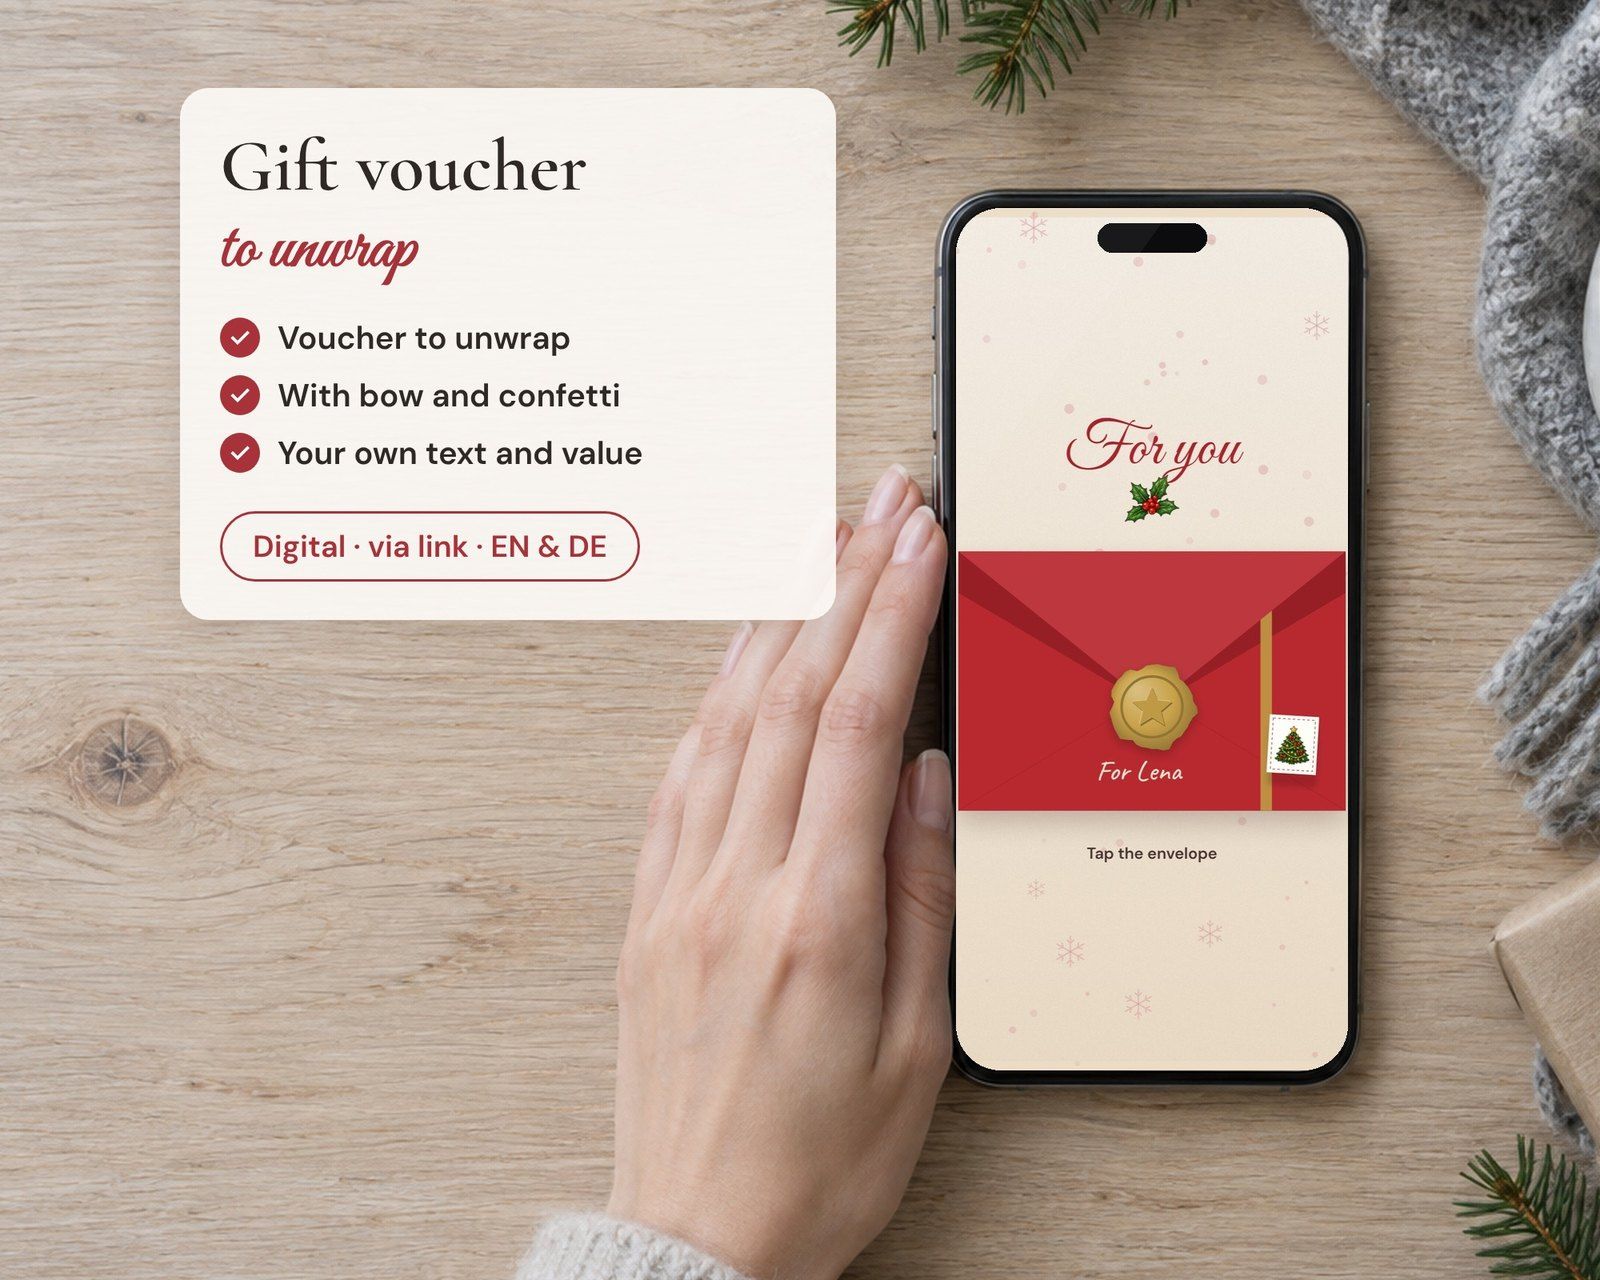 Gift voucher
to unwrap
Voucher to unwrap
With bow and confetti
Your own text and value
Digital · via link · EN & DE
For you
For Lena
Tap the envelope